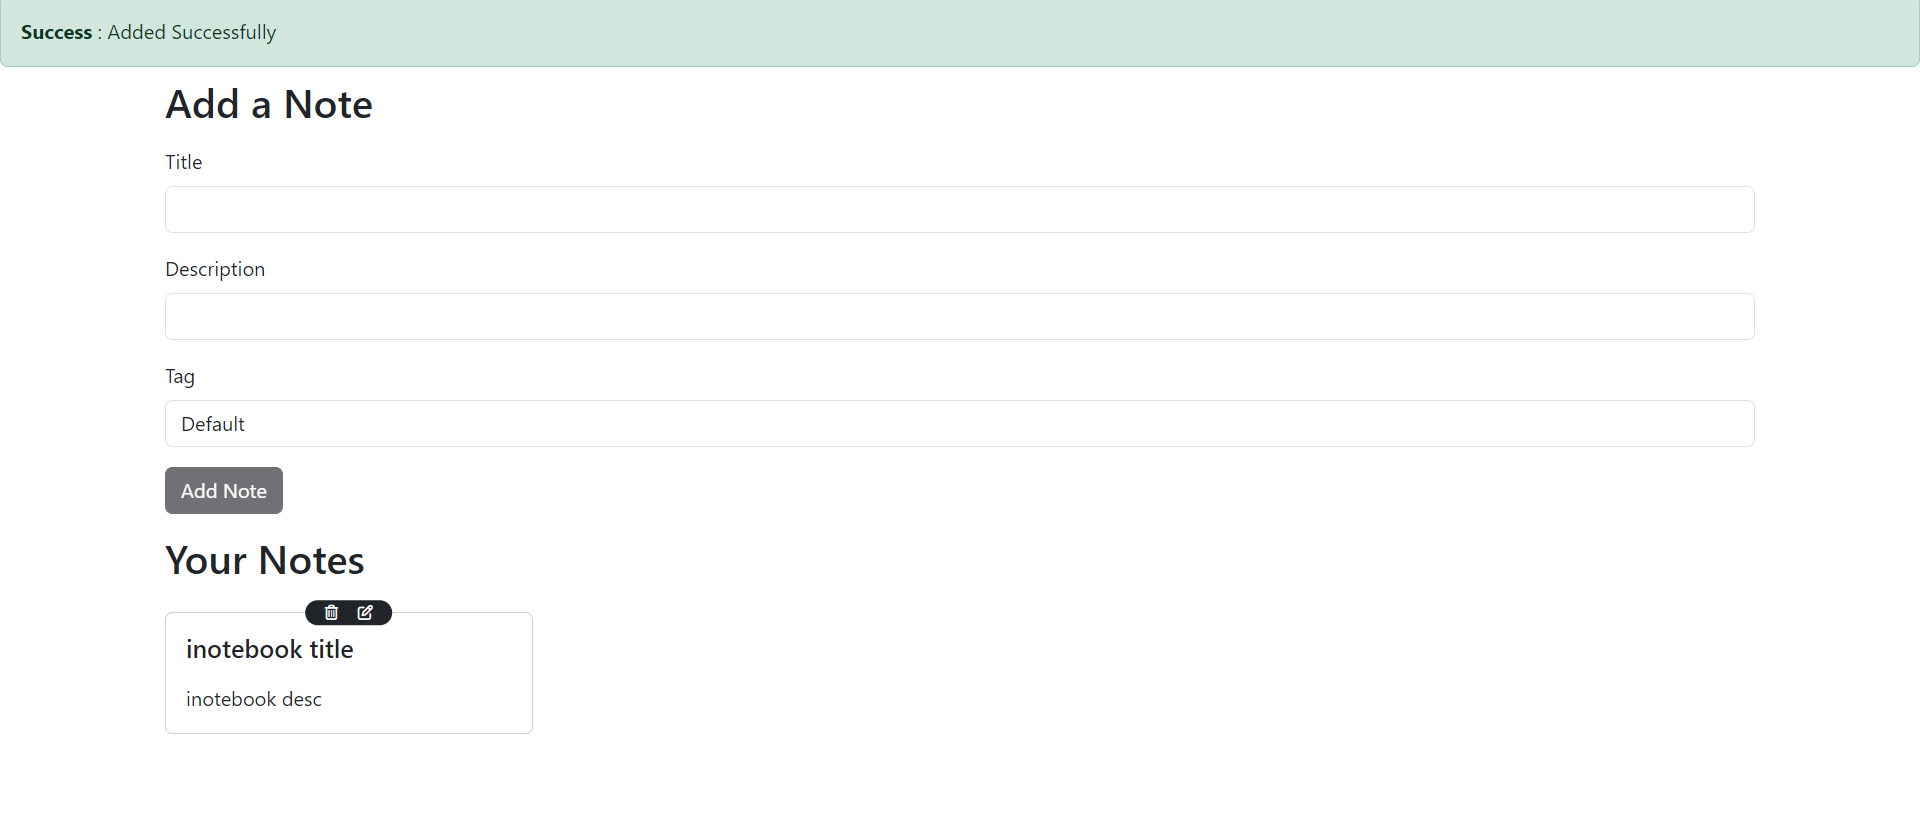 Success : Added Successfully
Add a Note
Title
Description
Tag
Default
Add Note
Your Notes
inotebook title
inotebook desc